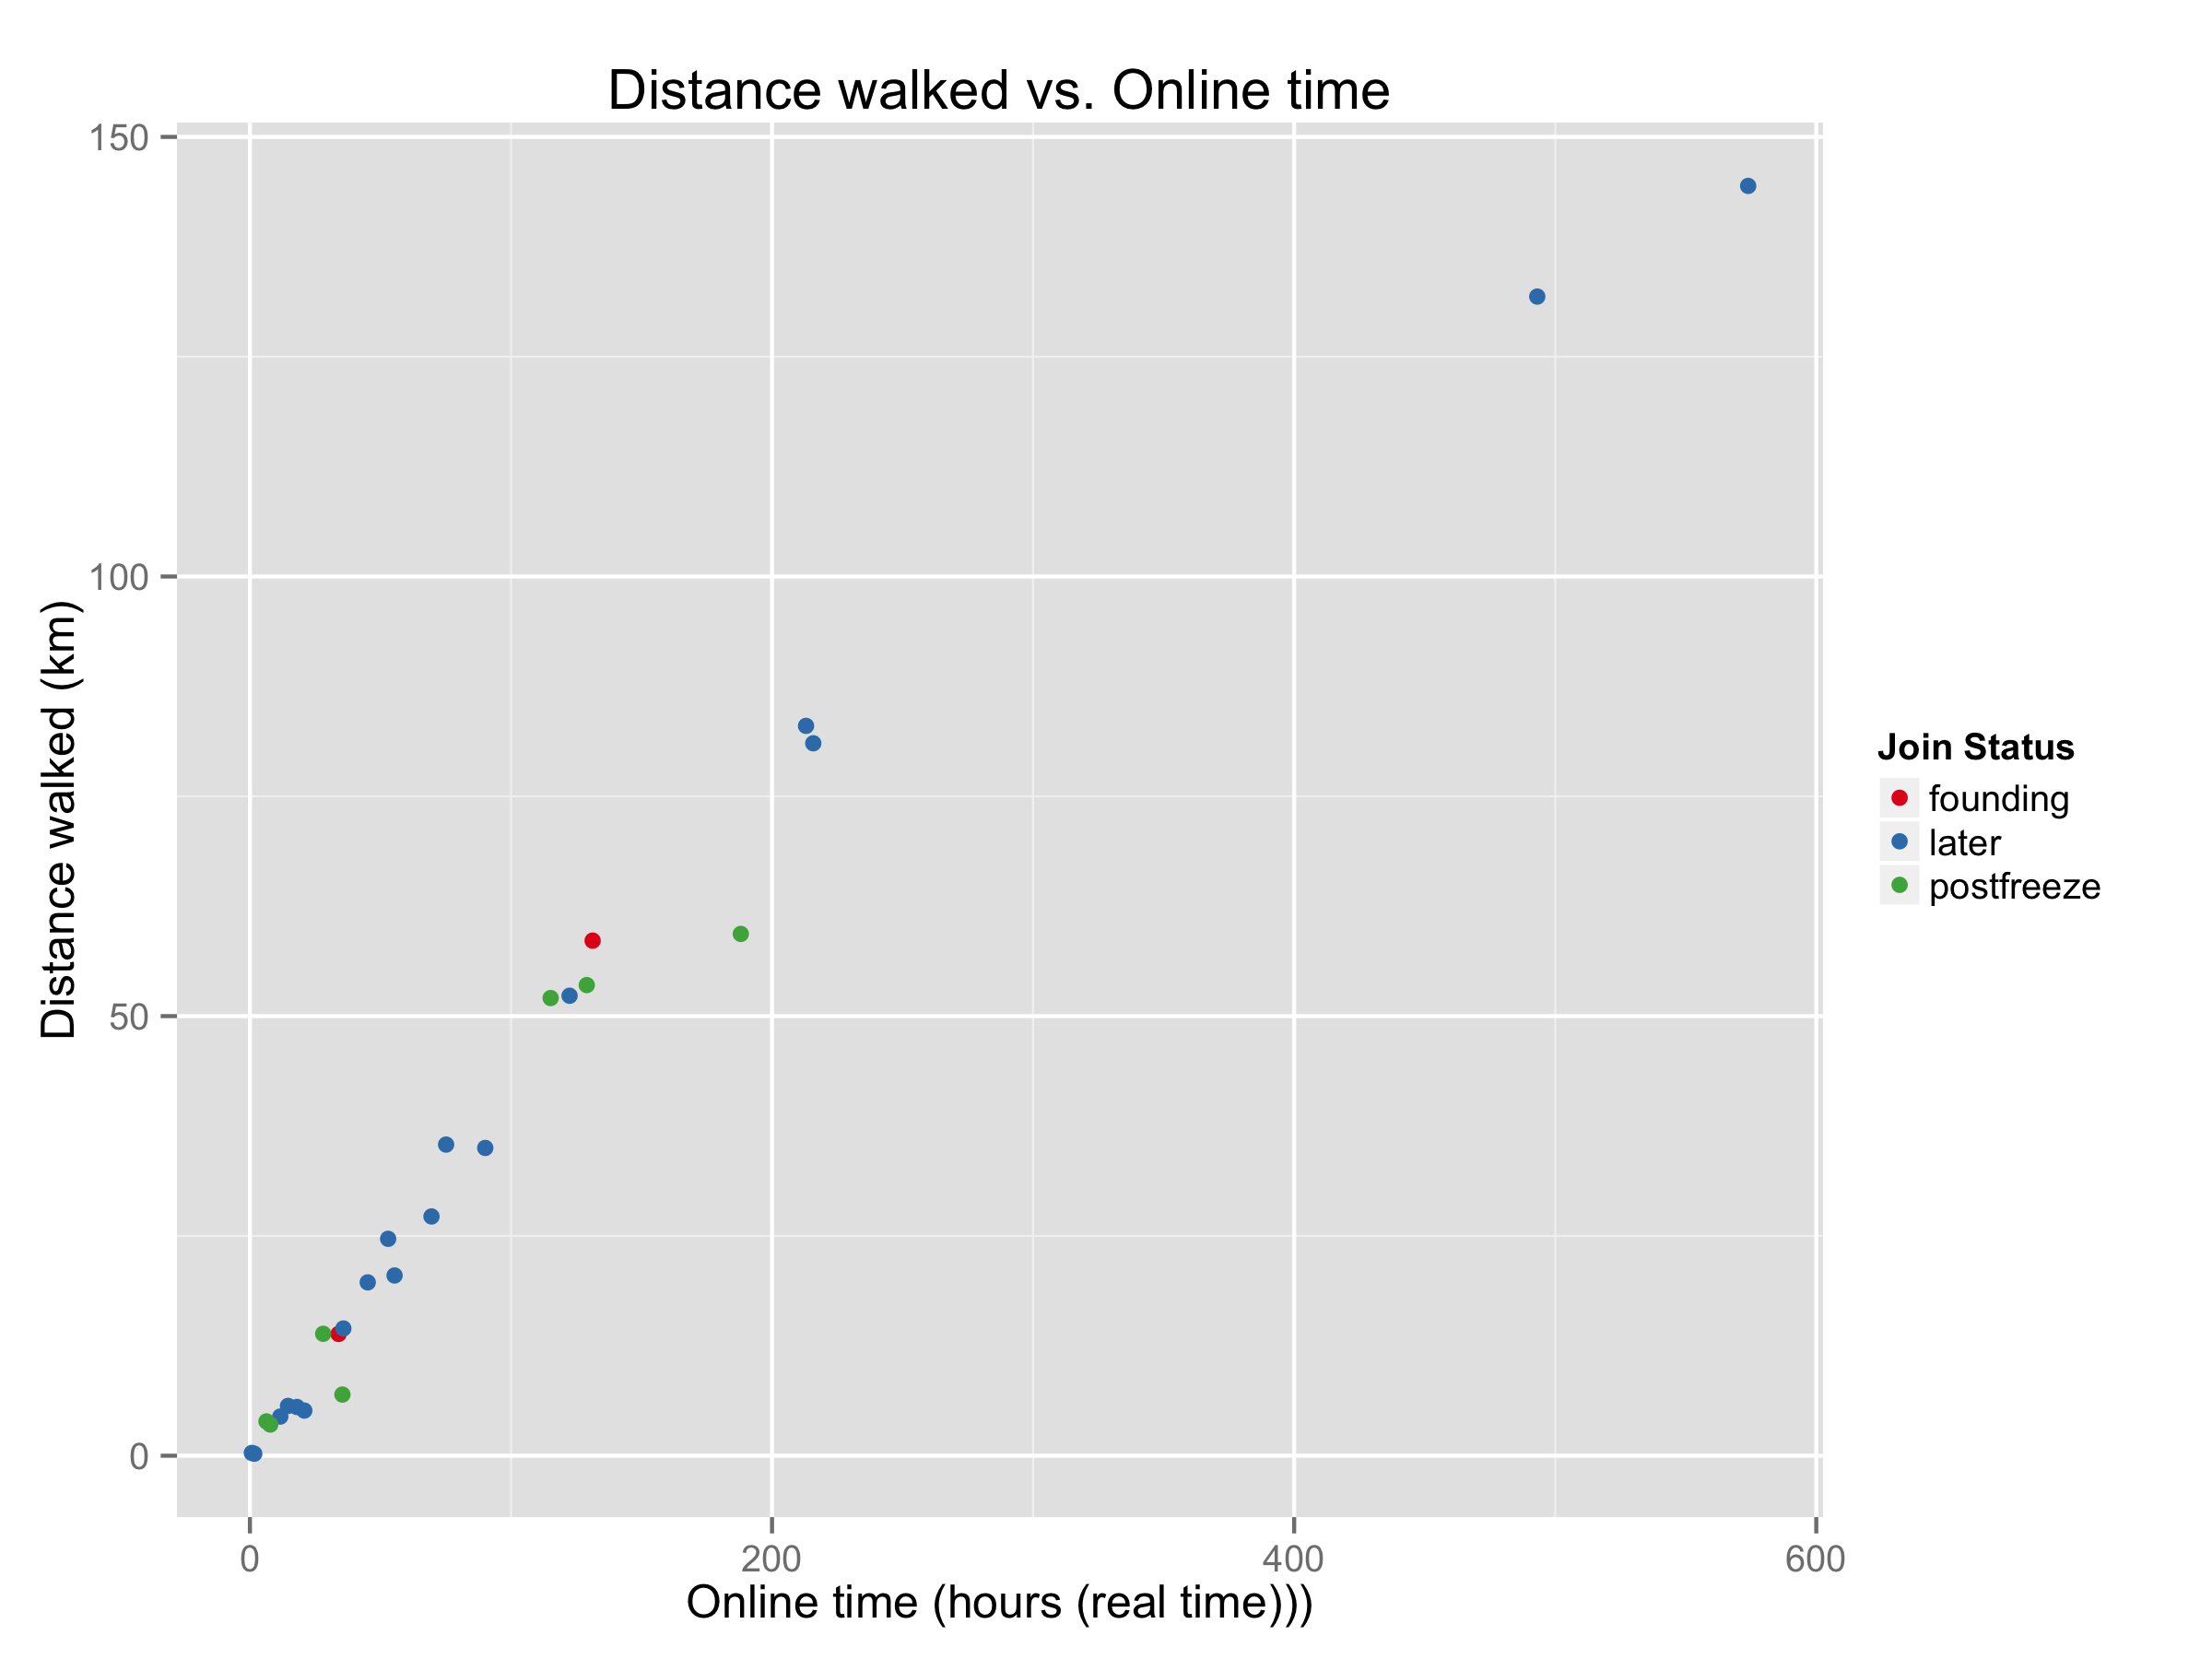 Distance walked vs. Online time
150
100
50
0
Distance walked (km)
0 200 400 600
Online time (hours (real time)))
Join Status
founding
later
postfreeze